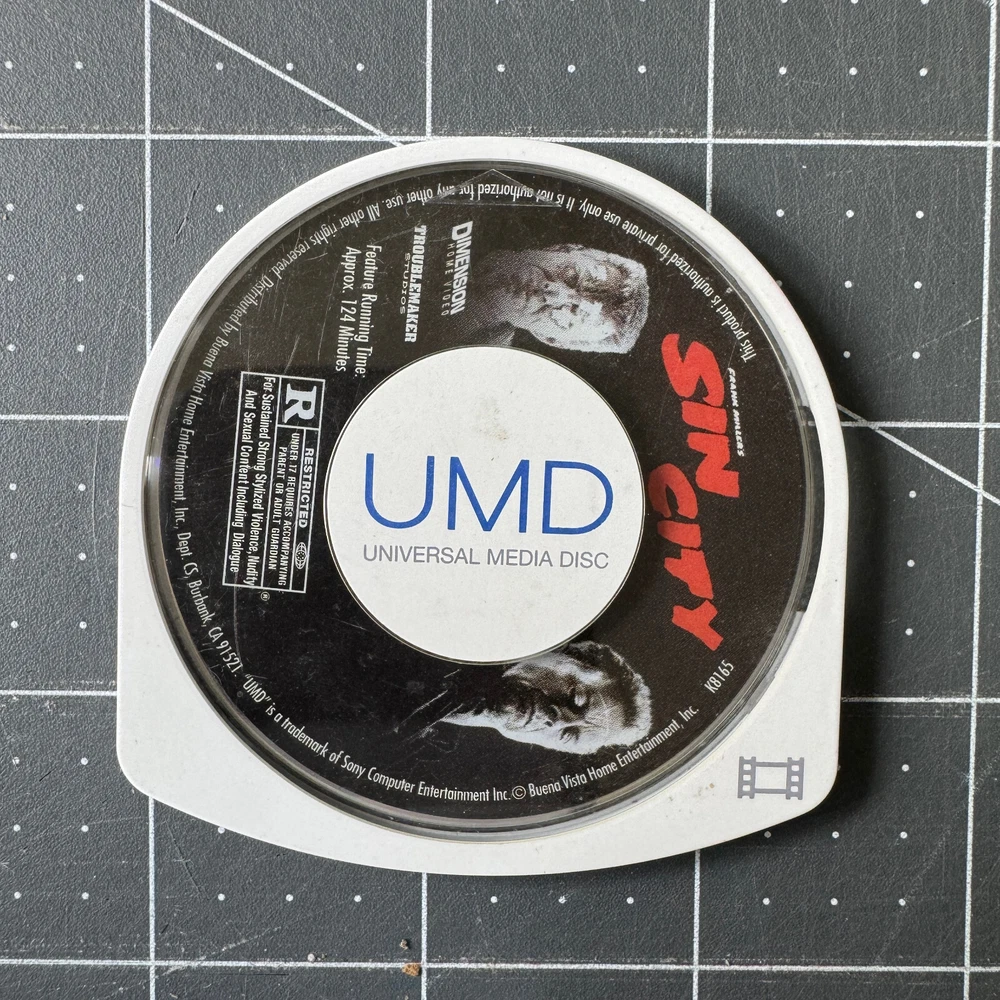 UMD
UNIVERSAL MEDIA DISC
FRANK MILLER'S
SIN CITY
DIMENSION
HOME VIDEO
TROUBLEMAKER
STUDIOS
Feature Running Time:
Approx. 124 Minutes
R
RESTRICTED
UNDER 17 REQUIRES ACCOMPANYING
PARENT OR ADULT GUARDIAN
For Sustained Strong Stylized Violence, Nudity
And Sexual Content Including Dialogue
®
K8165
This product is authorized for private use only. It is not authorized for any other use. All other rights reserved. Distributed by Buena Vista Home Entertainment, Inc., Dept. CS, Burbank, CA 91521. "UMD" is a trademark of Sony Computer Entertainment Inc. © Buena Vista Home Entertainment, Inc.